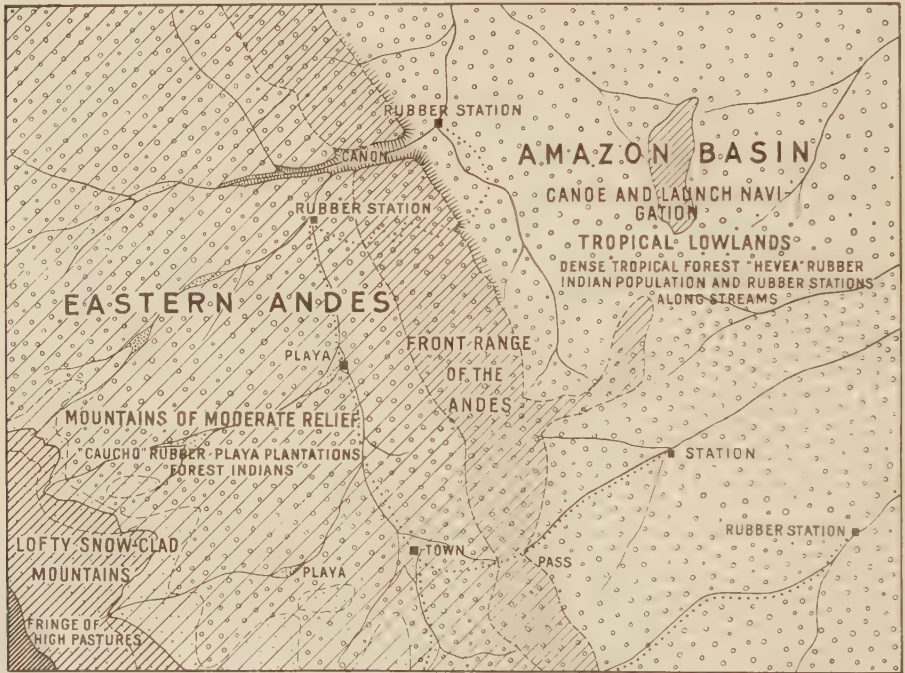 RUBBER STATION
CAÑON
AMAZON BASIN
CANOE AND LAUNCH NAVI-
GATION
RUBBER STATION
TROPICAL LOWLANDS
DENSE TROPICAL FOREST "HEVEA" RUBBER
INDIAN POPULATION AND RUBBER STATIONS
ALONG STREAMS
EASTERN ANDES
FRONT RANGE
OF THE
ANDES
PLAYA
MOUNTAINS OF MODERATE RELIEF
"CAUCHO" RUBBER-PLAYA PLANTATIONS
FOREST INDIANS
STATION
RUBBER STATION
LOFTY SNOW-CLAD
MOUNTAINS
TOWN
PASS
PLAYA
FRINGE OF
HIGH PASTURES